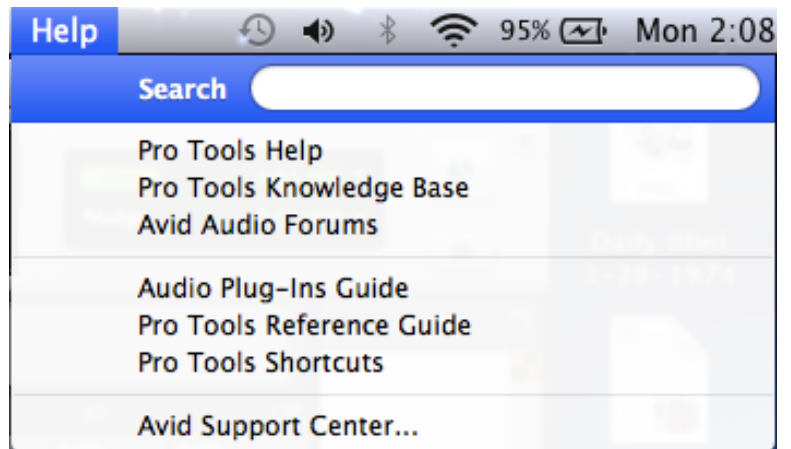 Help 95% Mon 2:08
Search
Pro Tools Help
Pro Tools Knowledge Base
Avid Audio Forums
Audio Plug-Ins Guide
Pro Tools Reference Guide
Pro Tools Shortcuts
Avid Support Center...